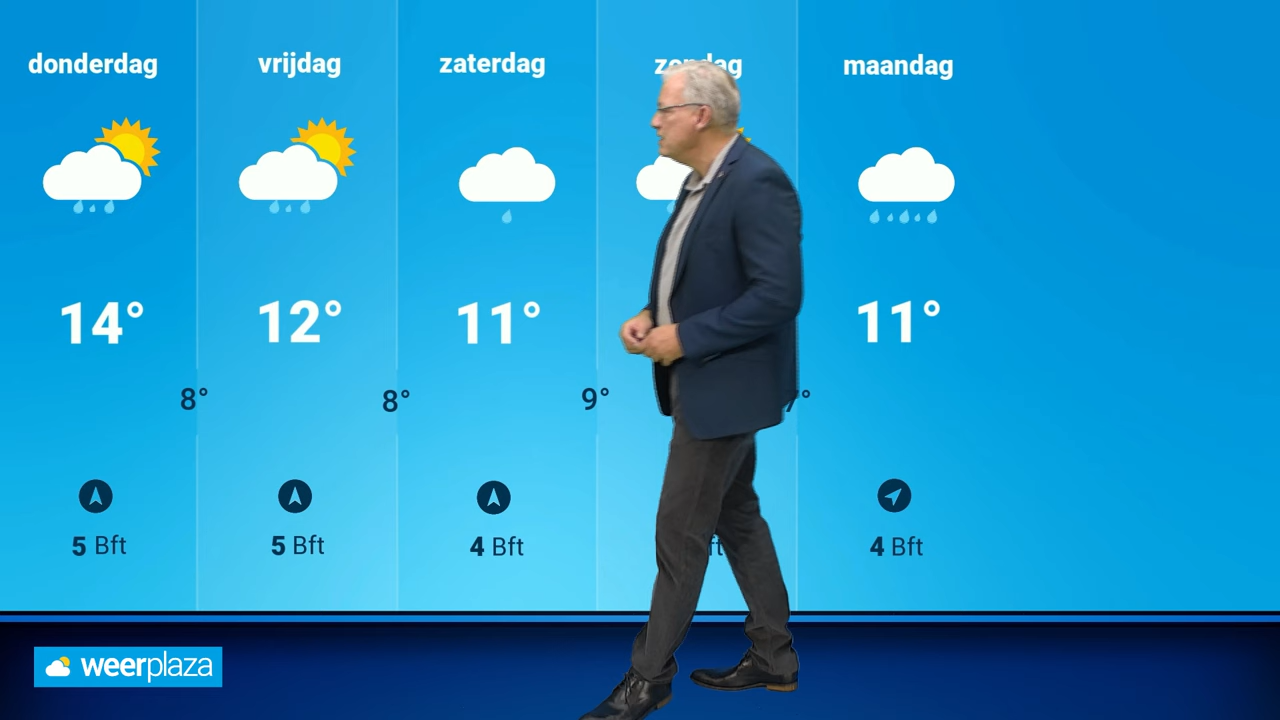 donderdag
vrijdag
zaterdag
maandag
14°
12°
11°
11°
8°
8°
9°
5 Bft
5 Bft
4 Bft
4 Bft
weerplaza